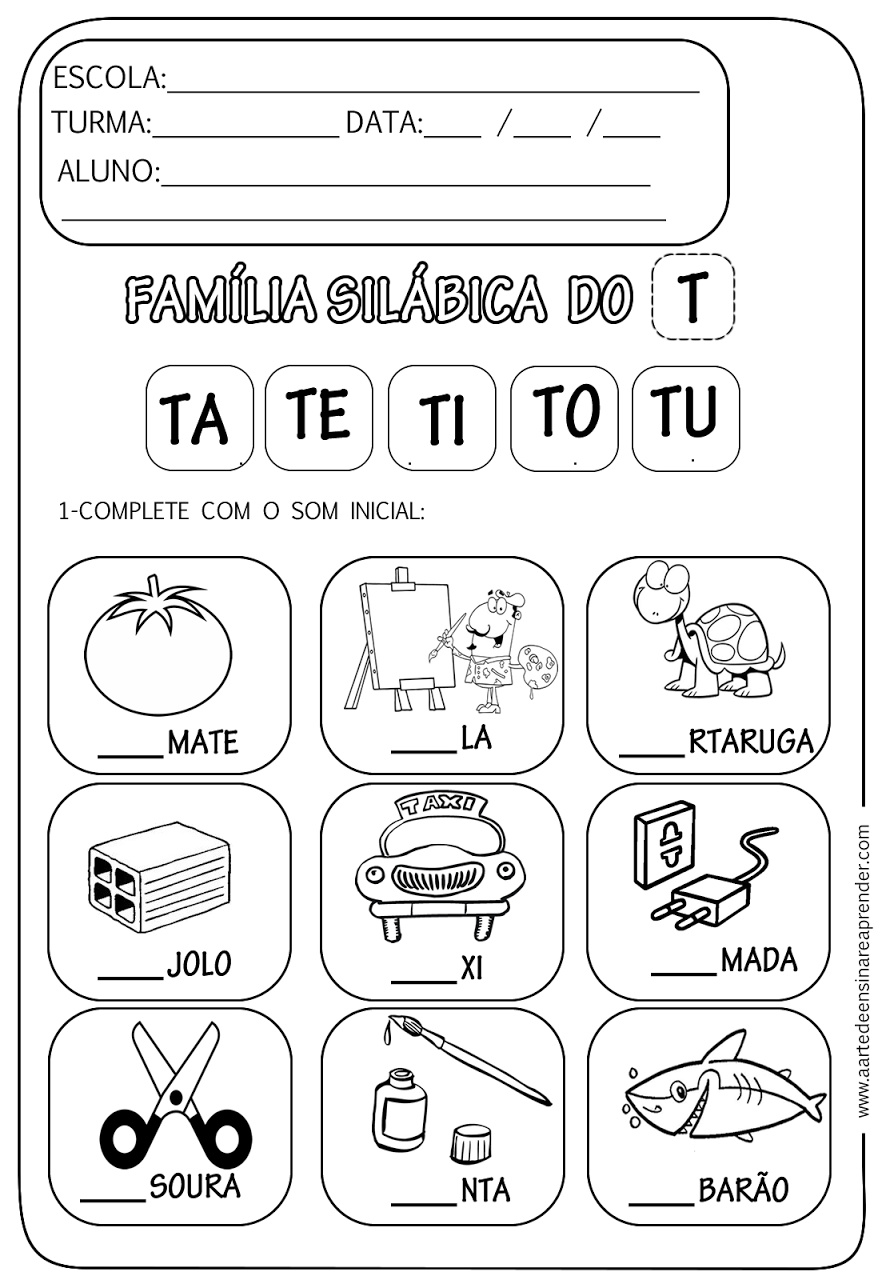 ESCOLA:
TURMA: DATA: / /
ALUNO:
FAMÍLIA SILÁBICA DO T
TA TE TI TO TU
1-COMPLETE COM O SOM INICIAL:
____MATE
____LA
____RTARUGA
____JOLO
TAXI
____XI
____MADA
____SOURA
____NTA
____BARÃO
www.aartedeensinareaprender.com